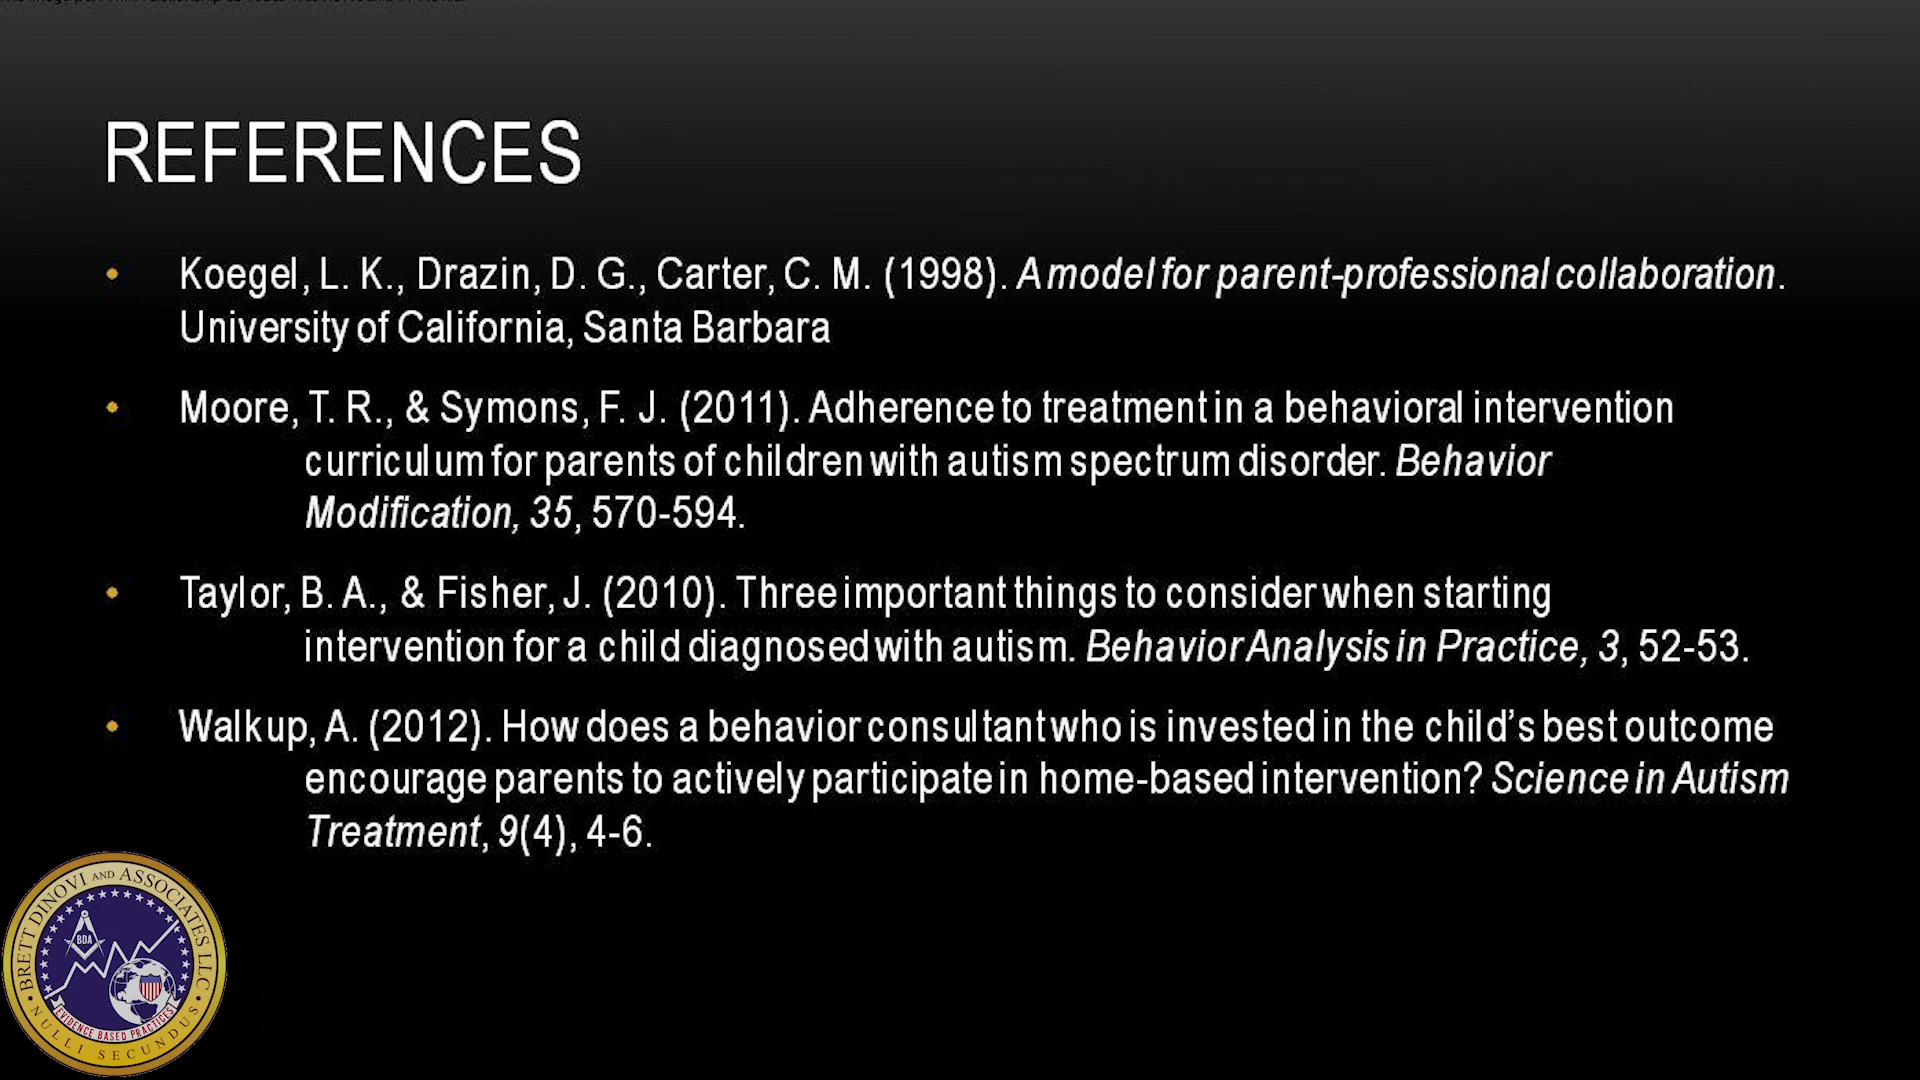 REFERENCES
• Koegel, L. K., Drazin, D. G., Carter, C. M. (1998). A model for parent-professional collaboration.
University of California, Santa Barbara
• Moore, T. R., & Symons, F. J. (2011). Adherence to treatment in a behavioral intervention
curriculum for parents of children with autism spectrum disorder. Behavior
Modification, 35, 570-594.
• Taylor, B. A., & Fisher, J. (2010). Three important things to consider when starting
intervention for a child diagnosed with autism. Behavior Analysis in Practice, 3, 52-53.
• Walkup, A. (2012). How does a behavior consultant who is invested in the child’s best outcome
encourage parents to actively participate in home-based intervention? Science in Autism
Treatment, 9(4), 4-6.
BRETT DINOVI AND ASSOCIATES LLC
BDA
EVIDENCE BASED PRACTICES
• NULLI SECUNDUS •